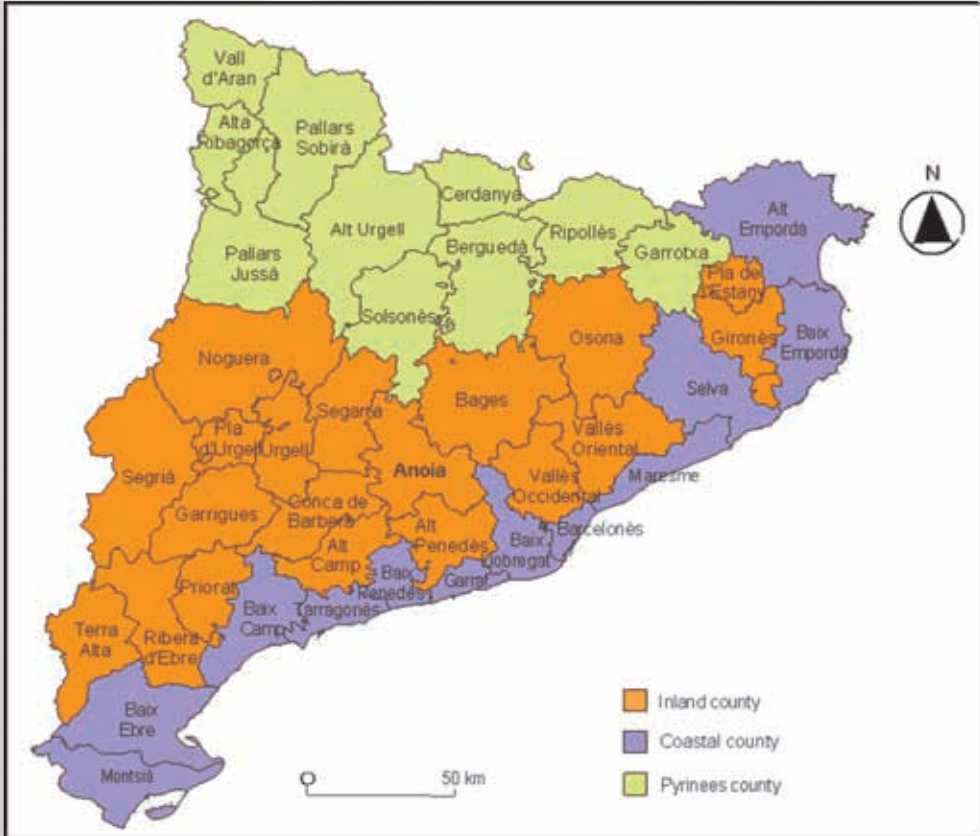 Vall
d'Aran
Alta
Ribagorça
Pallars
Sobirà
Cerdanya
N
Alt
Empordà
Alt Urgell
Ripollès
Berguedà
Garrotxa
Pallars
Jussà
Pla de
l'Estany
Solsonès
Osona
Gironès
Baix
Empordà
Noguera
Selva
Bages
Segarra
Pla
d'Urgell
Urgell
Vallès
Oriental
Segrià
Anoia
Vallès
Occidental
Maresme
Garrigues
Conca de
Barberà
Alt
Penedès
Barcelonès
Alt
Camp
Baix
Llobregat
Baix
Penedès
Garraf
Priorat
Baix
Camp
Tarragonès
Terra
Alta
Ribera
d'Ebre
Inland county
Baix
Ebre
Coastal county
Montsià
0
50 km
Pyrinees county